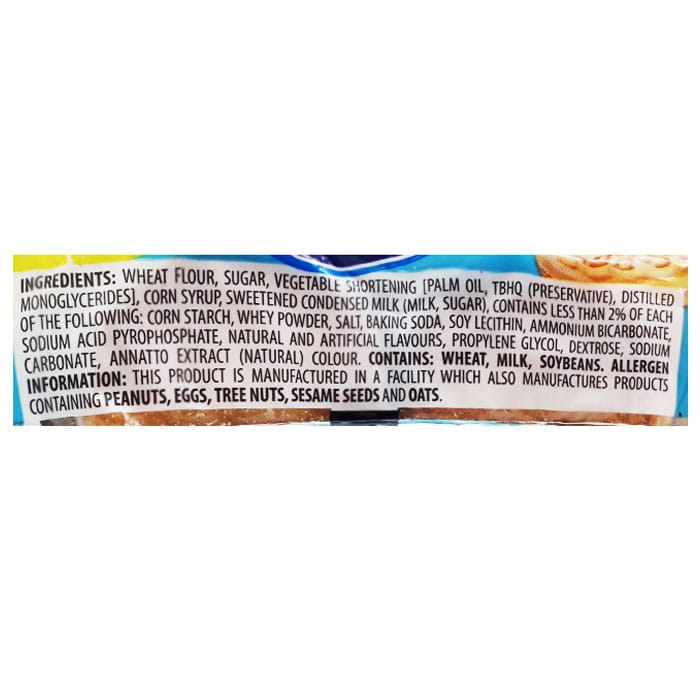 INGREDIENTS: WHEAT FLOUR, SUGAR, VEGETABLE SHORTENING [PALM OIL, TBHQ (PRESERVATIVE), DISTILLED
MONOGLYCERIDES], CORN SYRUP, SWEETENED CONDENSED MILK (MILK, SUGAR), CONTAINS LESS THAN 2% OF EACH
OF THE FOLLOWING: CORN STARCH, WHEY POWDER, SALT, BAKING SODA, SOY LECITHIN, AMMONIUM BICARBONATE,
SODIUM ACID PYROPHOSPHATE, NATURAL AND ARTIFICIAL FLAVOURS, PROPYLENE GLYCOL, DEXTROSE, SODIUM
CARBONATE, ANNATTO EXTRACT (NATURAL) COLOUR. CONTAINS: WHEAT, MILK, SOYBEANS. ALLERGEN
INFORMATION: THIS PRODUCT IS MANUFACTURED IN A FACILITY WHICH ALSO MANUFACTURES PRODUCTS
CONTAINING PEANUTS, EGGS, TREE NUTS, SESAME SEEDS AND OATS.